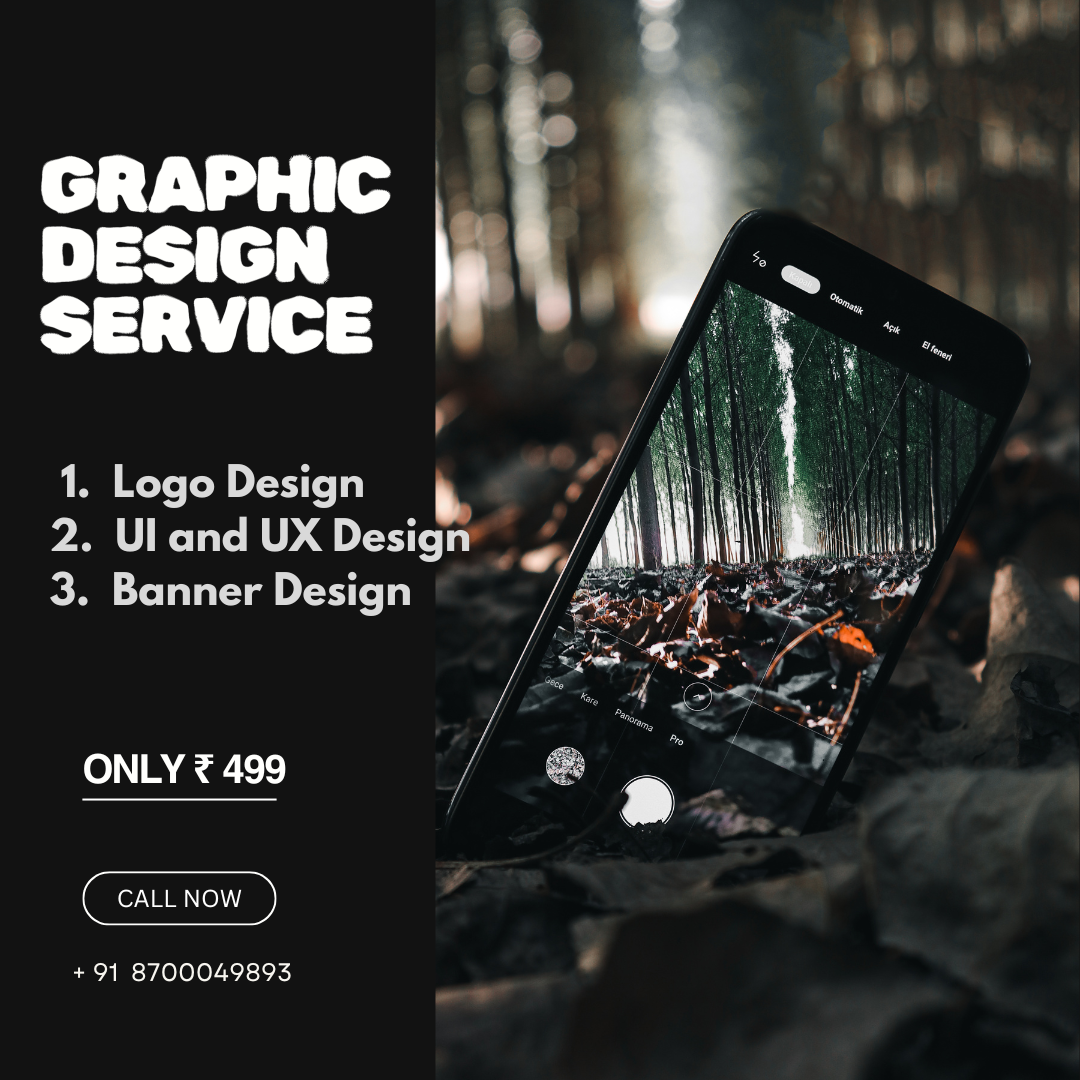 GRAPHIC
DESIGN
SERVICE
1. Logo Design
2. UI and UX Design
3. Banner Design
ONLY ₹ 499
CALL NOW
+ 91 8700049893
Otomatik
Açık
El feneri
Gece
Kare
Panorama
Pro